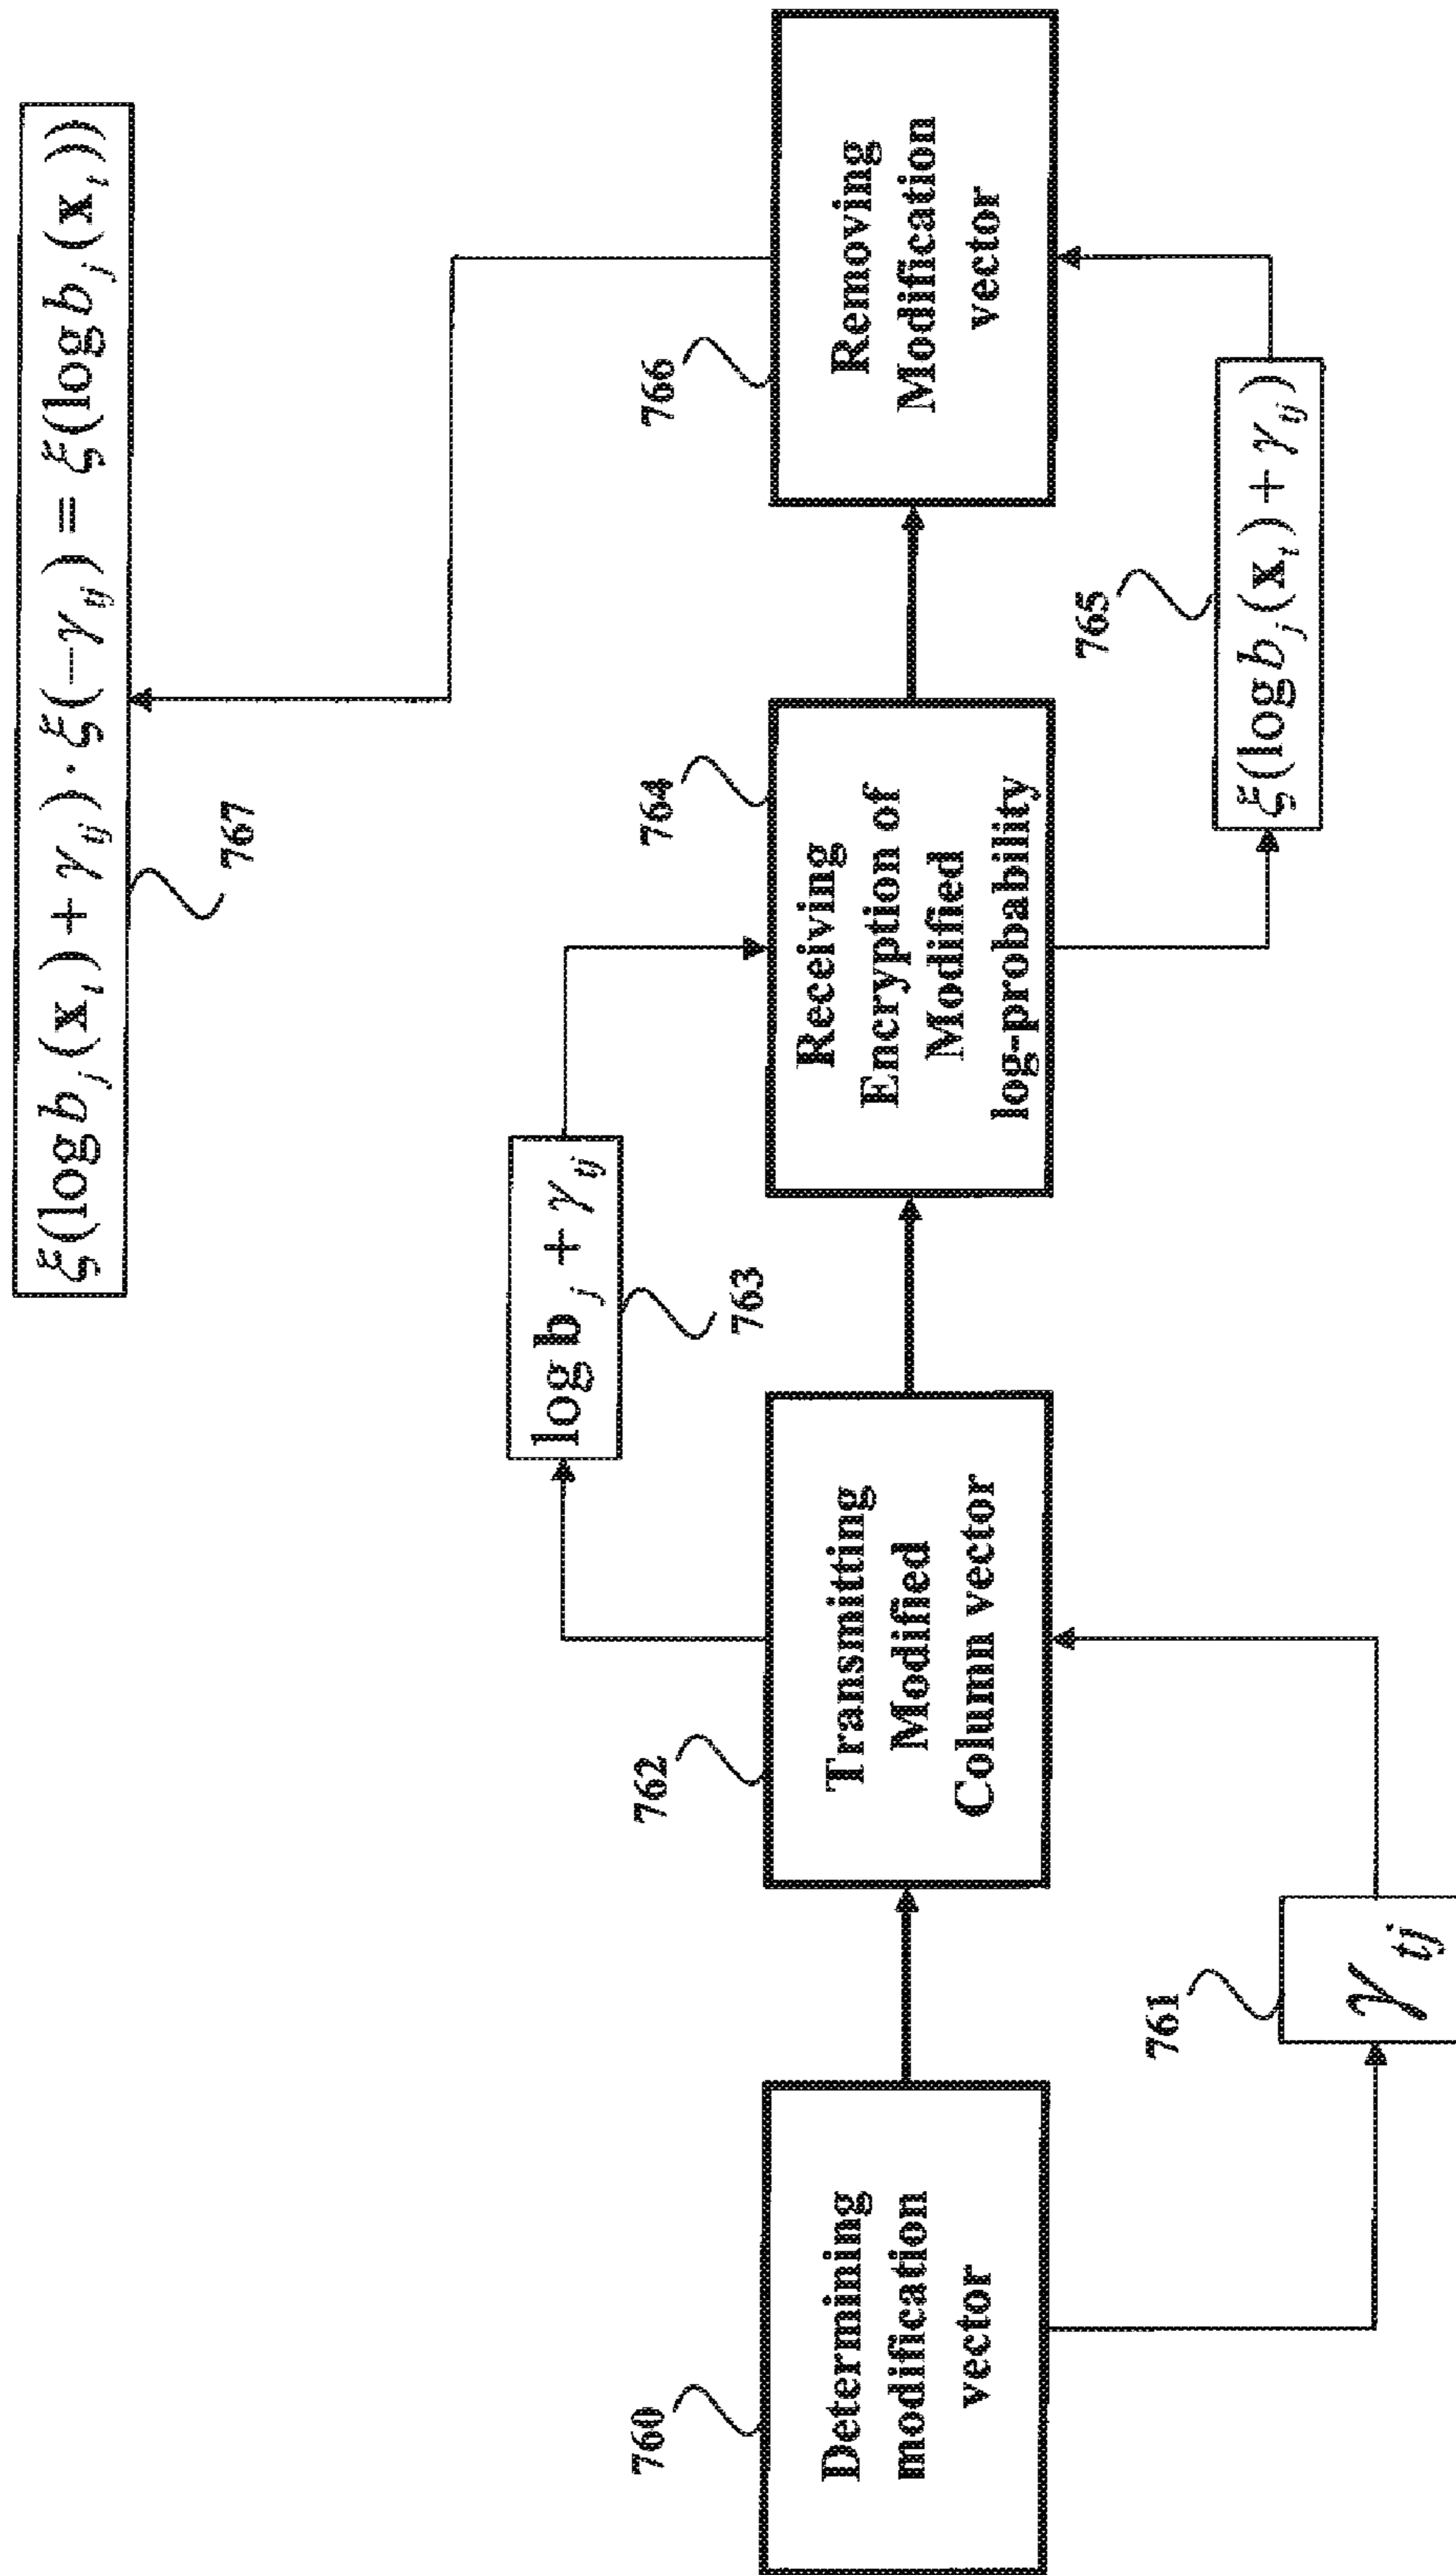 ξ(log b_j(x_t) + γ_tj) · ξ(−γ_tj) = ξ(log b_j(x_t))
767
log b_j + γ_tj
763
760
Determining
modification
vector
762
Transmitting
Modified
Column vector
764
Receiving
Encryption of
Modified
log-probability
766
Removing
Modification
vector
761
γ_tj
765
ξ(log b_j(x_t) + γ_tj)